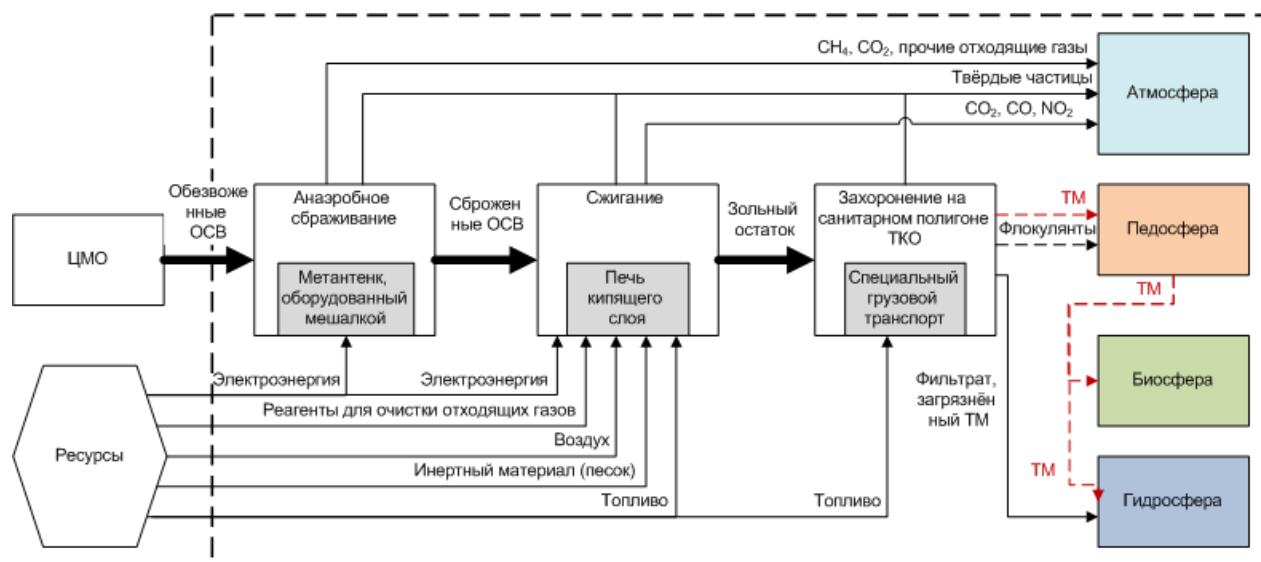 CH₄, CO₂, прочие отходящие газы
Твёрдые частицы
CO₂, CO, NO₂
Атмосфера
Обезвоже
нные
ОСВ
Анаэробное
сбраживание
Сброжен
ные ОСВ
Сжигание
Зольный
остаток
Захоронение на
санитарном полигоне
ТКО
ТМ
Флокулянты
Педосфера
ЦМО
Метантенк,
оборудованный
мешалкой
Печь
кипящего
слоя
Специальный
грузовой
транспорт
ТМ
Электроэнергия
Электроэнергия
Фильтрат,
загрязнён
ный ТМ
Биосфера
Реагенты для очистки отходящих газов
Воздух
Ресурсы
Инертный материал (песок)
ТМ
Топливо
Топливо
Гидросфера